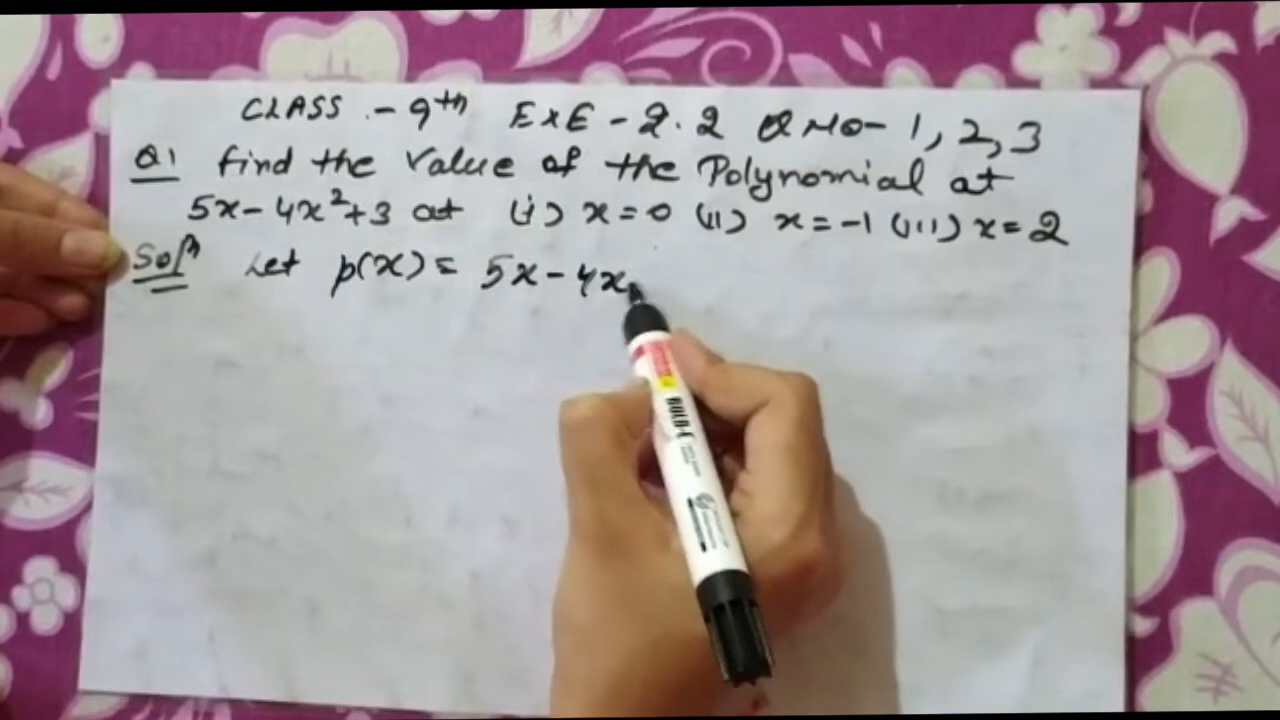 CLASS .- 9th EXE - 2.2 Q NO- 1, 2, 3
Q1 find the Value of the Polynomial at
5x - 4x²+3 at (i) x=0 (ii) x=-1 (iii) x=2
Solⁿ Let p(x) = 5x - 4x